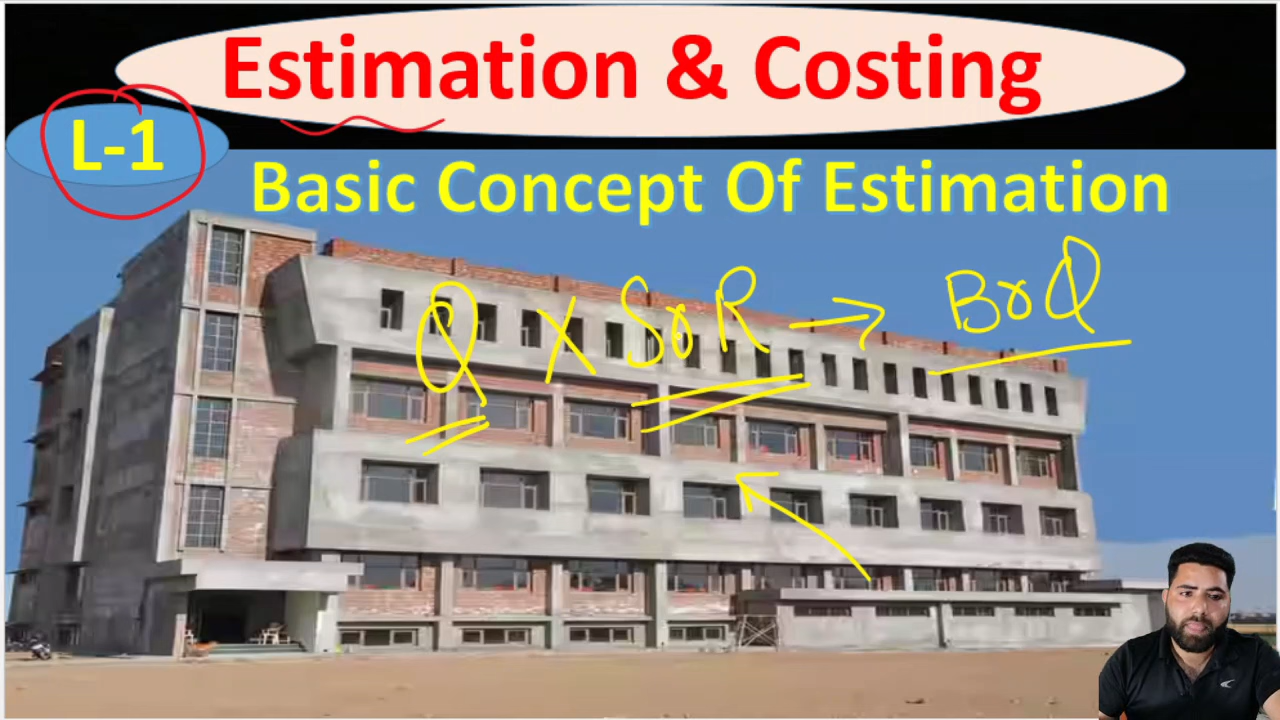 Estimation & Costing
L-1
Basic Concept Of Estimation
Q X SoR → BoQ